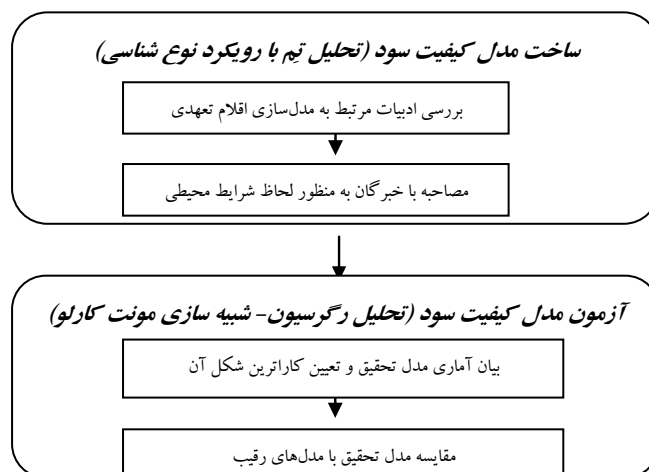 ساخت مدل کیفیت سود (تحلیل تِم با رویکرد نوع شناسی)
بررسی ادبیات مرتبط به مدل‌سازی اقلام تعهدی
مصاحبه با خبرگان به منظور لحاظ شرایط محیطی
آزمون مدل کیفیت سود (تحلیل رگرسیون- شبیه سازی مونت کارلو)
بیان آماری مدل تحقیق و تعیین کاراترین شکل آن
مقایسه مدل تحقیق با مدل‌های رقیب